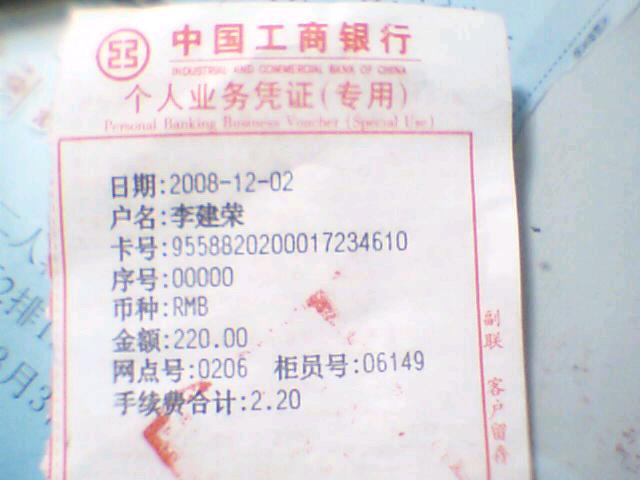 中国工商银行
INDUSTRIAL AND COMMERCIAL BANK OF CHINA
个人业务凭证(专用)
Personal Banking Business Voucher (Special Use)
日期:2008-12-02
户名:李建荣
卡号:9558820200017234610
序号:00000
币种:RMB
金额:220.00
网点号:0206 柜员号:06149
手续费合计:2.20
副联 客户留存